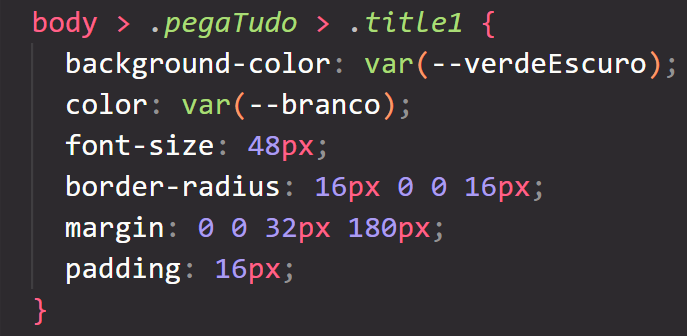 body > .pegaTudo > .title1 {
background-color: var(--verdeEscuro);
color: var(--branco);
font-size: 48px;
border-radius: 16px 0 0 16px;
margin: 0 0 32px 180px;
padding: 16px;
}